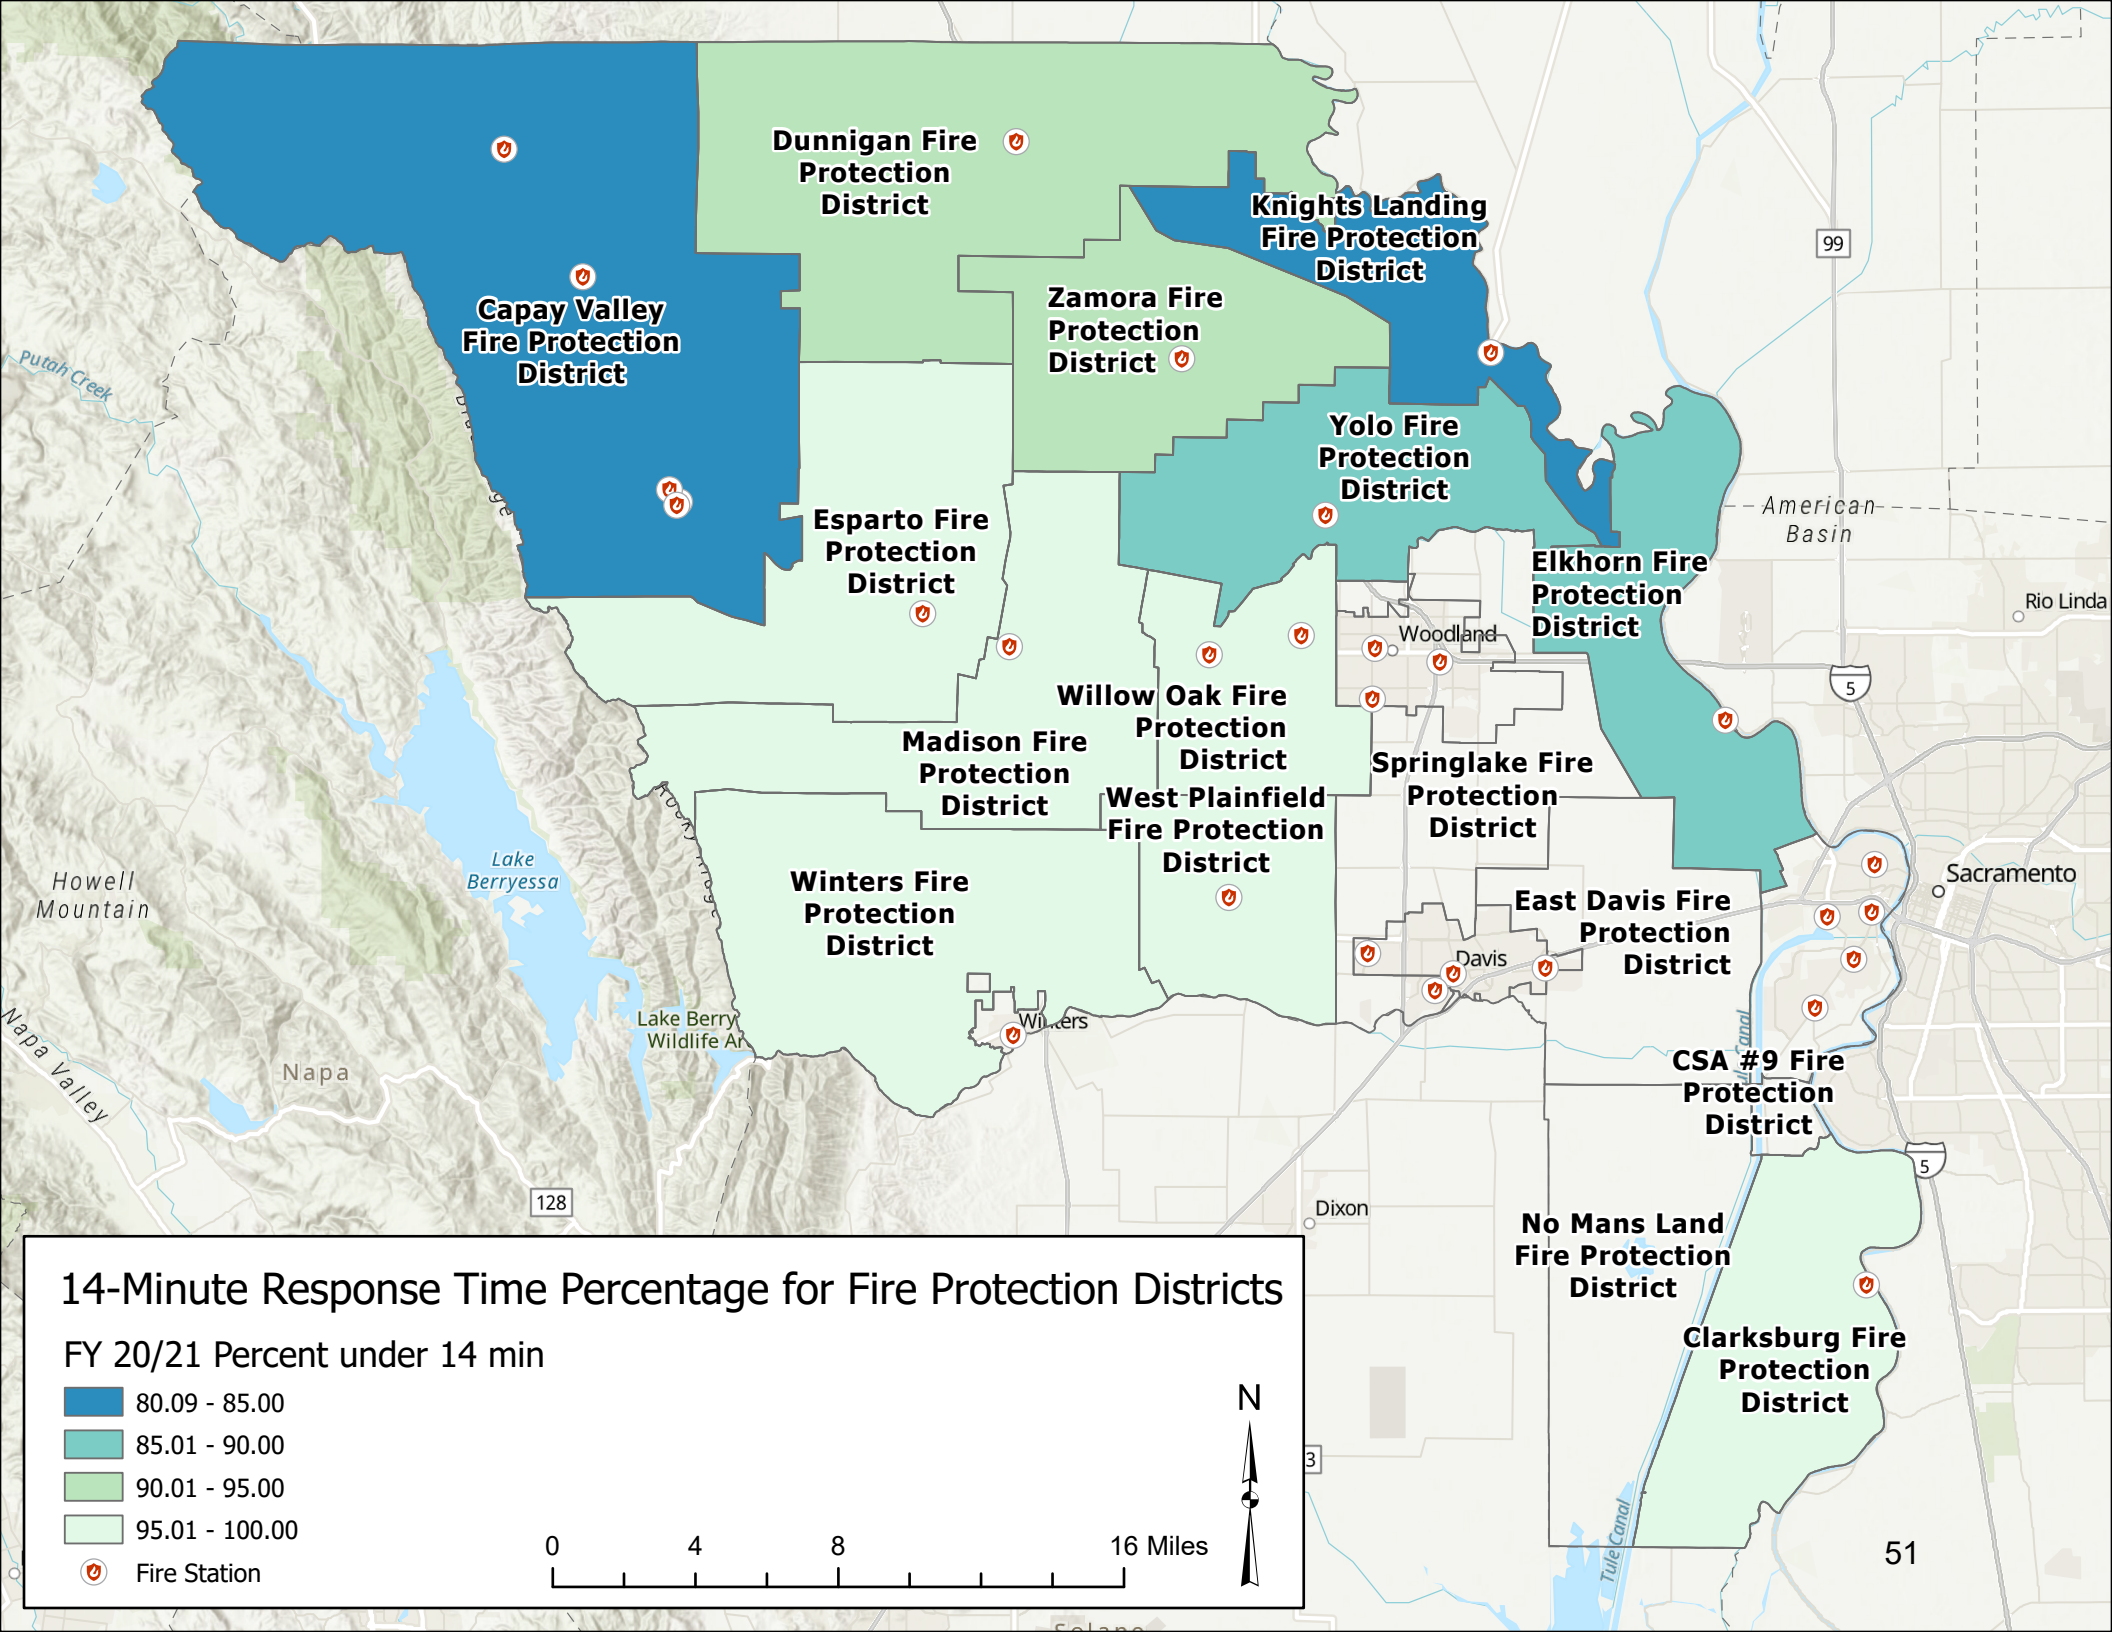 Dunnigan Fire
Protection
District
Knights Landing
Fire Protection
District
99
Capay Valley
Fire Protection
District
Zamora Fire
Protection
District
Putah Creek
Yolo Fire
Protection
District
American
Basin
Esparto Fire
Protection
District
Elkhorn Fire
Protection
District
Rio Linda
Woodland
5
Willow Oak Fire
Protection
District
Madison Fire
Protection
District
Springlake Fire
Protection
District
West Plainfield
Fire Protection
District
Lake
Berryessa
Howell
Mountain
Winters Fire
Protection
District
Sacramento
East Davis Fire
Protection
District
Davis
Lake Berry
Wildlife Ar
Winters
Napa Valley
Napa
Canal
CSA #9 Fire
Protection
District
5
128
Dixon
No Mans Land
Fire Protection
District
Clarksburg Fire
Protection
District
14-Minute Response Time Percentage for Fire Protection Districts
FY 20/21 Percent under 14 min
80.09 - 85.00
85.01 - 90.00
90.01 - 95.00
95.01 - 100.00
Fire Station
N
0 4 8 16 Miles
3
Tule Canal
51